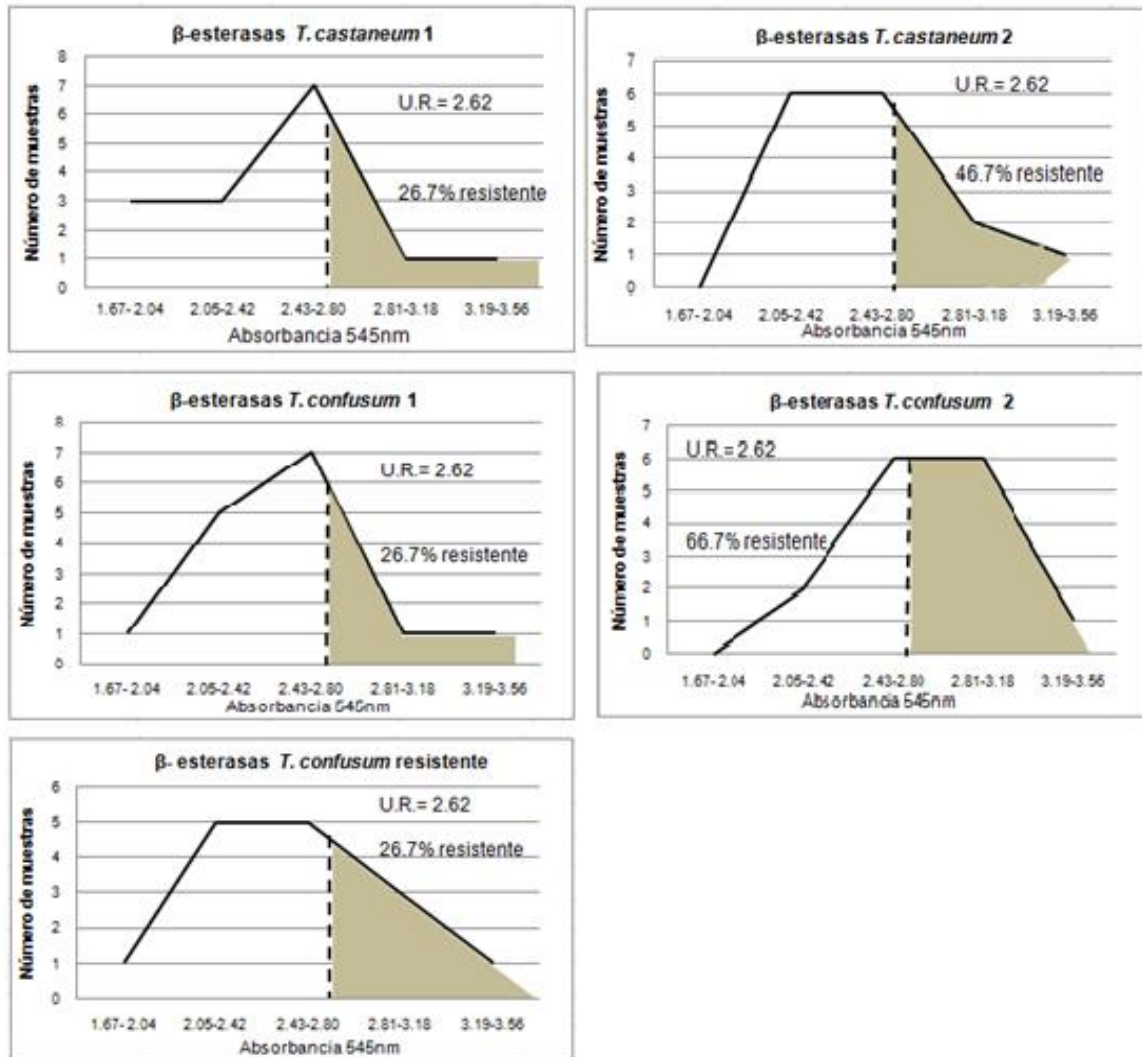 β-esterasas T.castaneum 1
Número de muestras
8
7
6
5
4
3
2
1
0
U.R.= 2.62
26.7% resistente
1.67- 2.04 2.05-2.42 2.43-2.80 2.81-3.18 3.19-3.56
Absorbancia 545nm
β-esterasas T.castaneum 2
Número de muestras
7
6
5
4
3
2
1
0
U.R.= 2.62
46.7% resistente
1.67- 2.04 2.05-2.42 2.43-2.80 2.81-3.18 3.19-3.56
Absorbancia 545nm
β-esterasas T.confusum 1
Número de muestras
8
7
6
5
4
3
2
1
0
U.R.= 2.62
26.7% resistente
1.67- 2.04 2.05-2.42 2.43-2.80 2.81-3.18 3.19-3.56
Absorbancia 545nm
β-esterasas T.confusum 2
Número de muestras
7
6
5
4
3
2
1
0
U.R.= 2.62
66.7% resistente
1.67- 2.04 2.05-2.42 2.43-2.80 2.81-3.18 3.19-3.56
Absorbancia 545nm
β- esterasas T.confusum resistente
Número de muestras
6
5
4
3
2
1
0
U.R.= 2.62
26.7% resistente
1.67- 2.04 2.05-2.42 2.43-2.80 2.81-3.18 3.19-3.56
Absorbancia 545nm